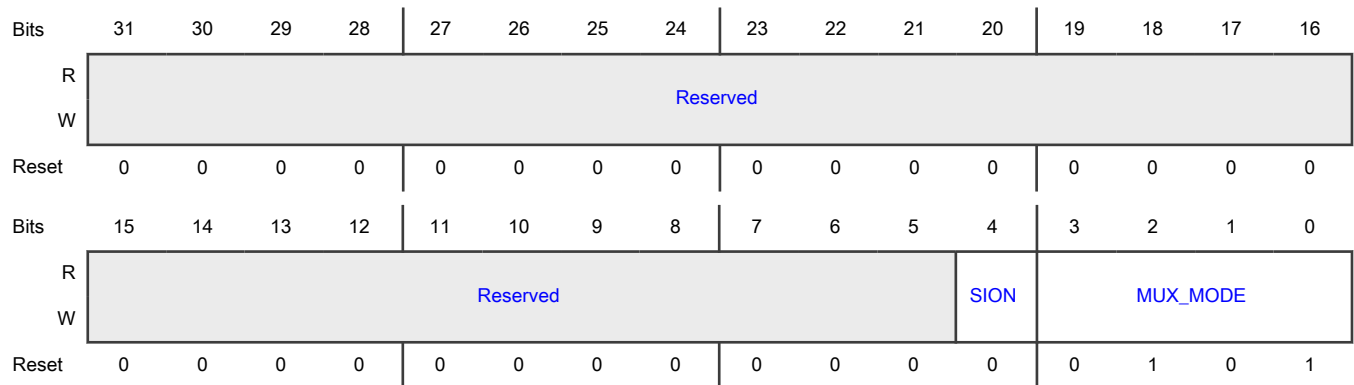 Bits 31 30 29 28 27 26 25 24 23 22 21 20 19 18 17 16
R
Reserved
W
Reset 0 0 0 0 0 0 0 0 0 0 0 0 0 0 0 0
Bits 15 14 13 12 11 10 9 8 7 6 5 4 3 2 1 0
R
Reserved SION MUX_MODE
W
Reset 0 0 0 0 0 0 0 0 0 0 0 0 0 1 0 1